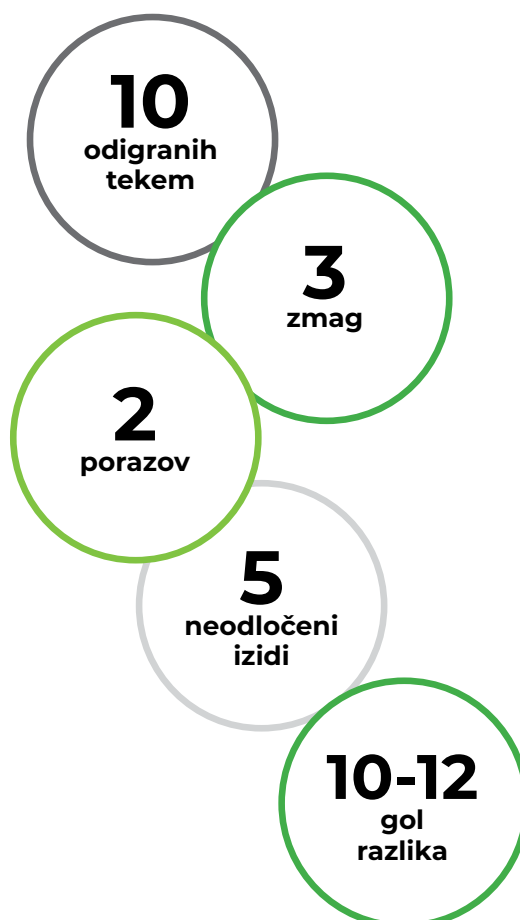 10
odigranih
tekem
3
zmag
2
porazov
5
neodločeni
izidi
10-12
gol
razlika